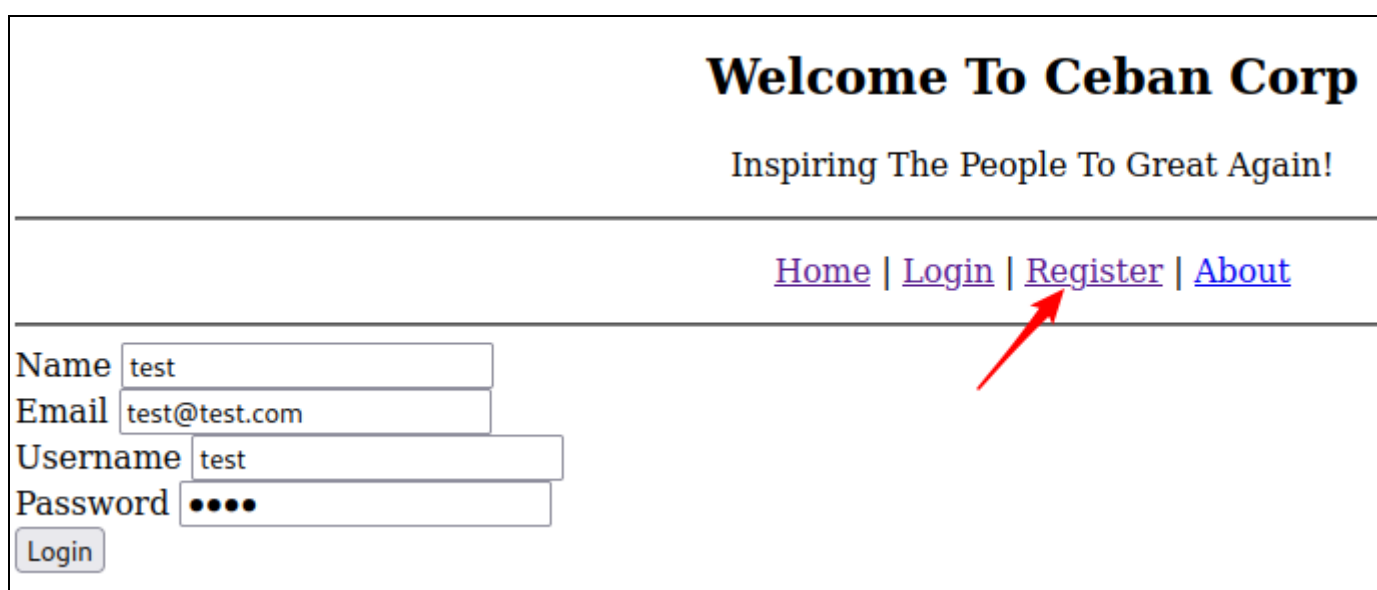 Welcome To Ceban Corp
Inspiring The People To Great Again!
Home | Login | Register | About
Name test
Email test@test.com
Username test
Password ••••
Login